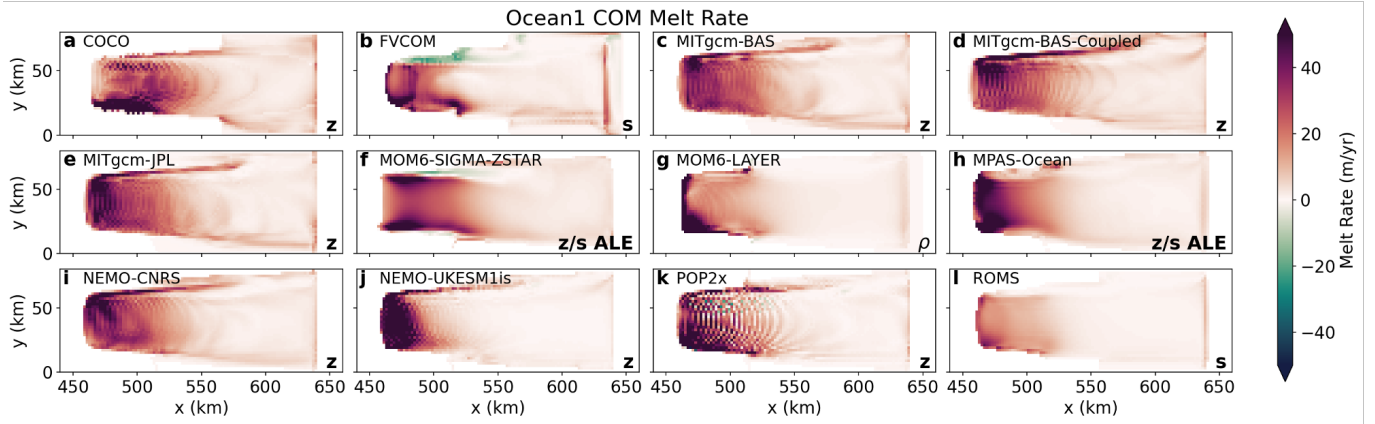 Ocean1 COM Melt Rate
a COCO
b FVCOM
c MITgcm-BAS
d MITgcm-BAS-Coupled
y (km)
50
0
z
s
z
z
e MITgcm-JPL
f MOM6-SIGMA-ZSTAR
g MOM6-LAYER
h MPAS-Ocean
y (km)
50
0
z
z/s ALE
ρ
z/s ALE
i NEMO-CNRS
j NEMO-UKESM1is
k POP2x
l ROMS
y (km)
50
0
z
z
z
s
450 500 550 600 650
450 500 550 600 650
450 500 550 600 650
450 500 550 600 650
x (km)
x (km)
x (km)
x (km)
40
20
0
−20
−40
Melt Rate (m/yr)